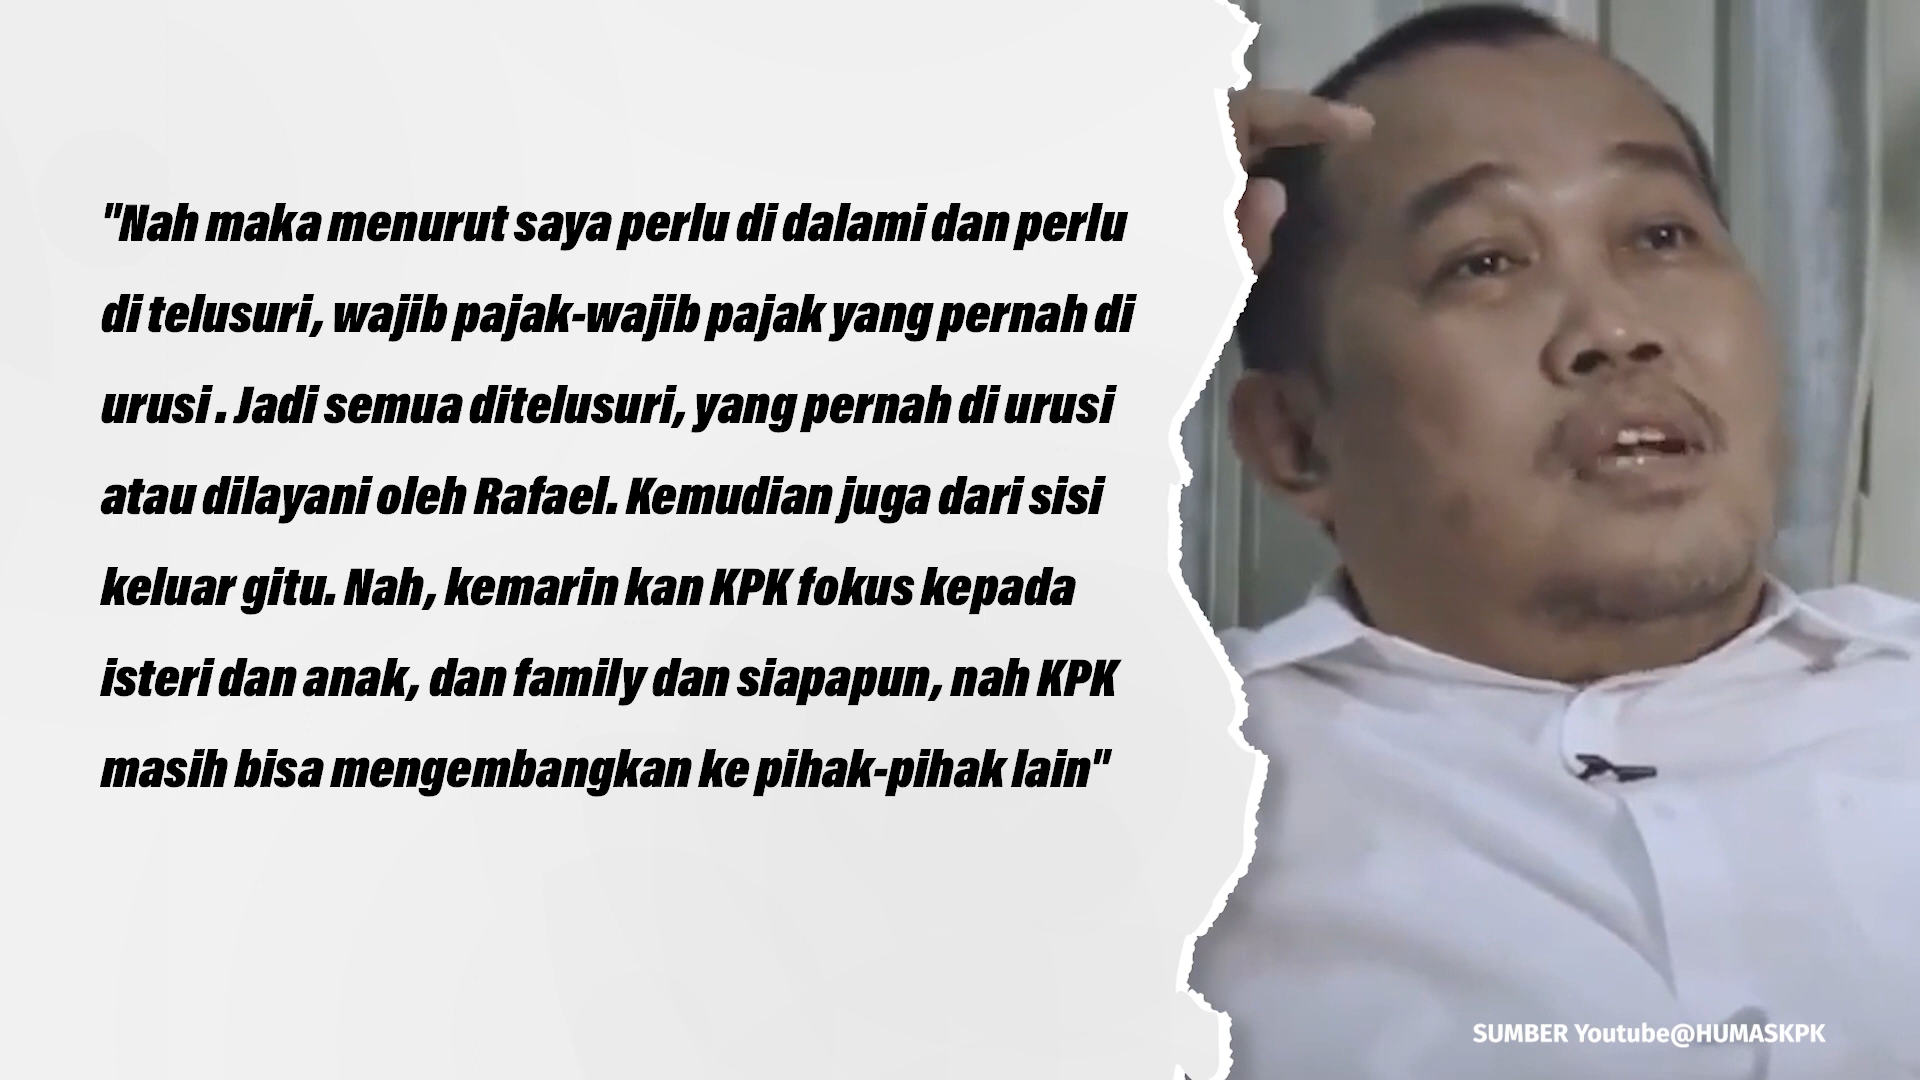 "Nah maka menurut saya perlu di dalami dan perlu
di telusuri, wajib pajak-wajib pajak yang pernah di
urusi . Jadi semua ditelusuri, yang pernah di urusi
atau dilayani oleh Rafael. Kemudian juga dari sisi
keluar gitu. Nah, kemarin kan KPK fokus kepada
isteri dan anak, dan family dan siapapun, nah KPK
masih bisa mengembangkan ke pihak-pihak lain"
SUMBER Youtube@HUMASKPK